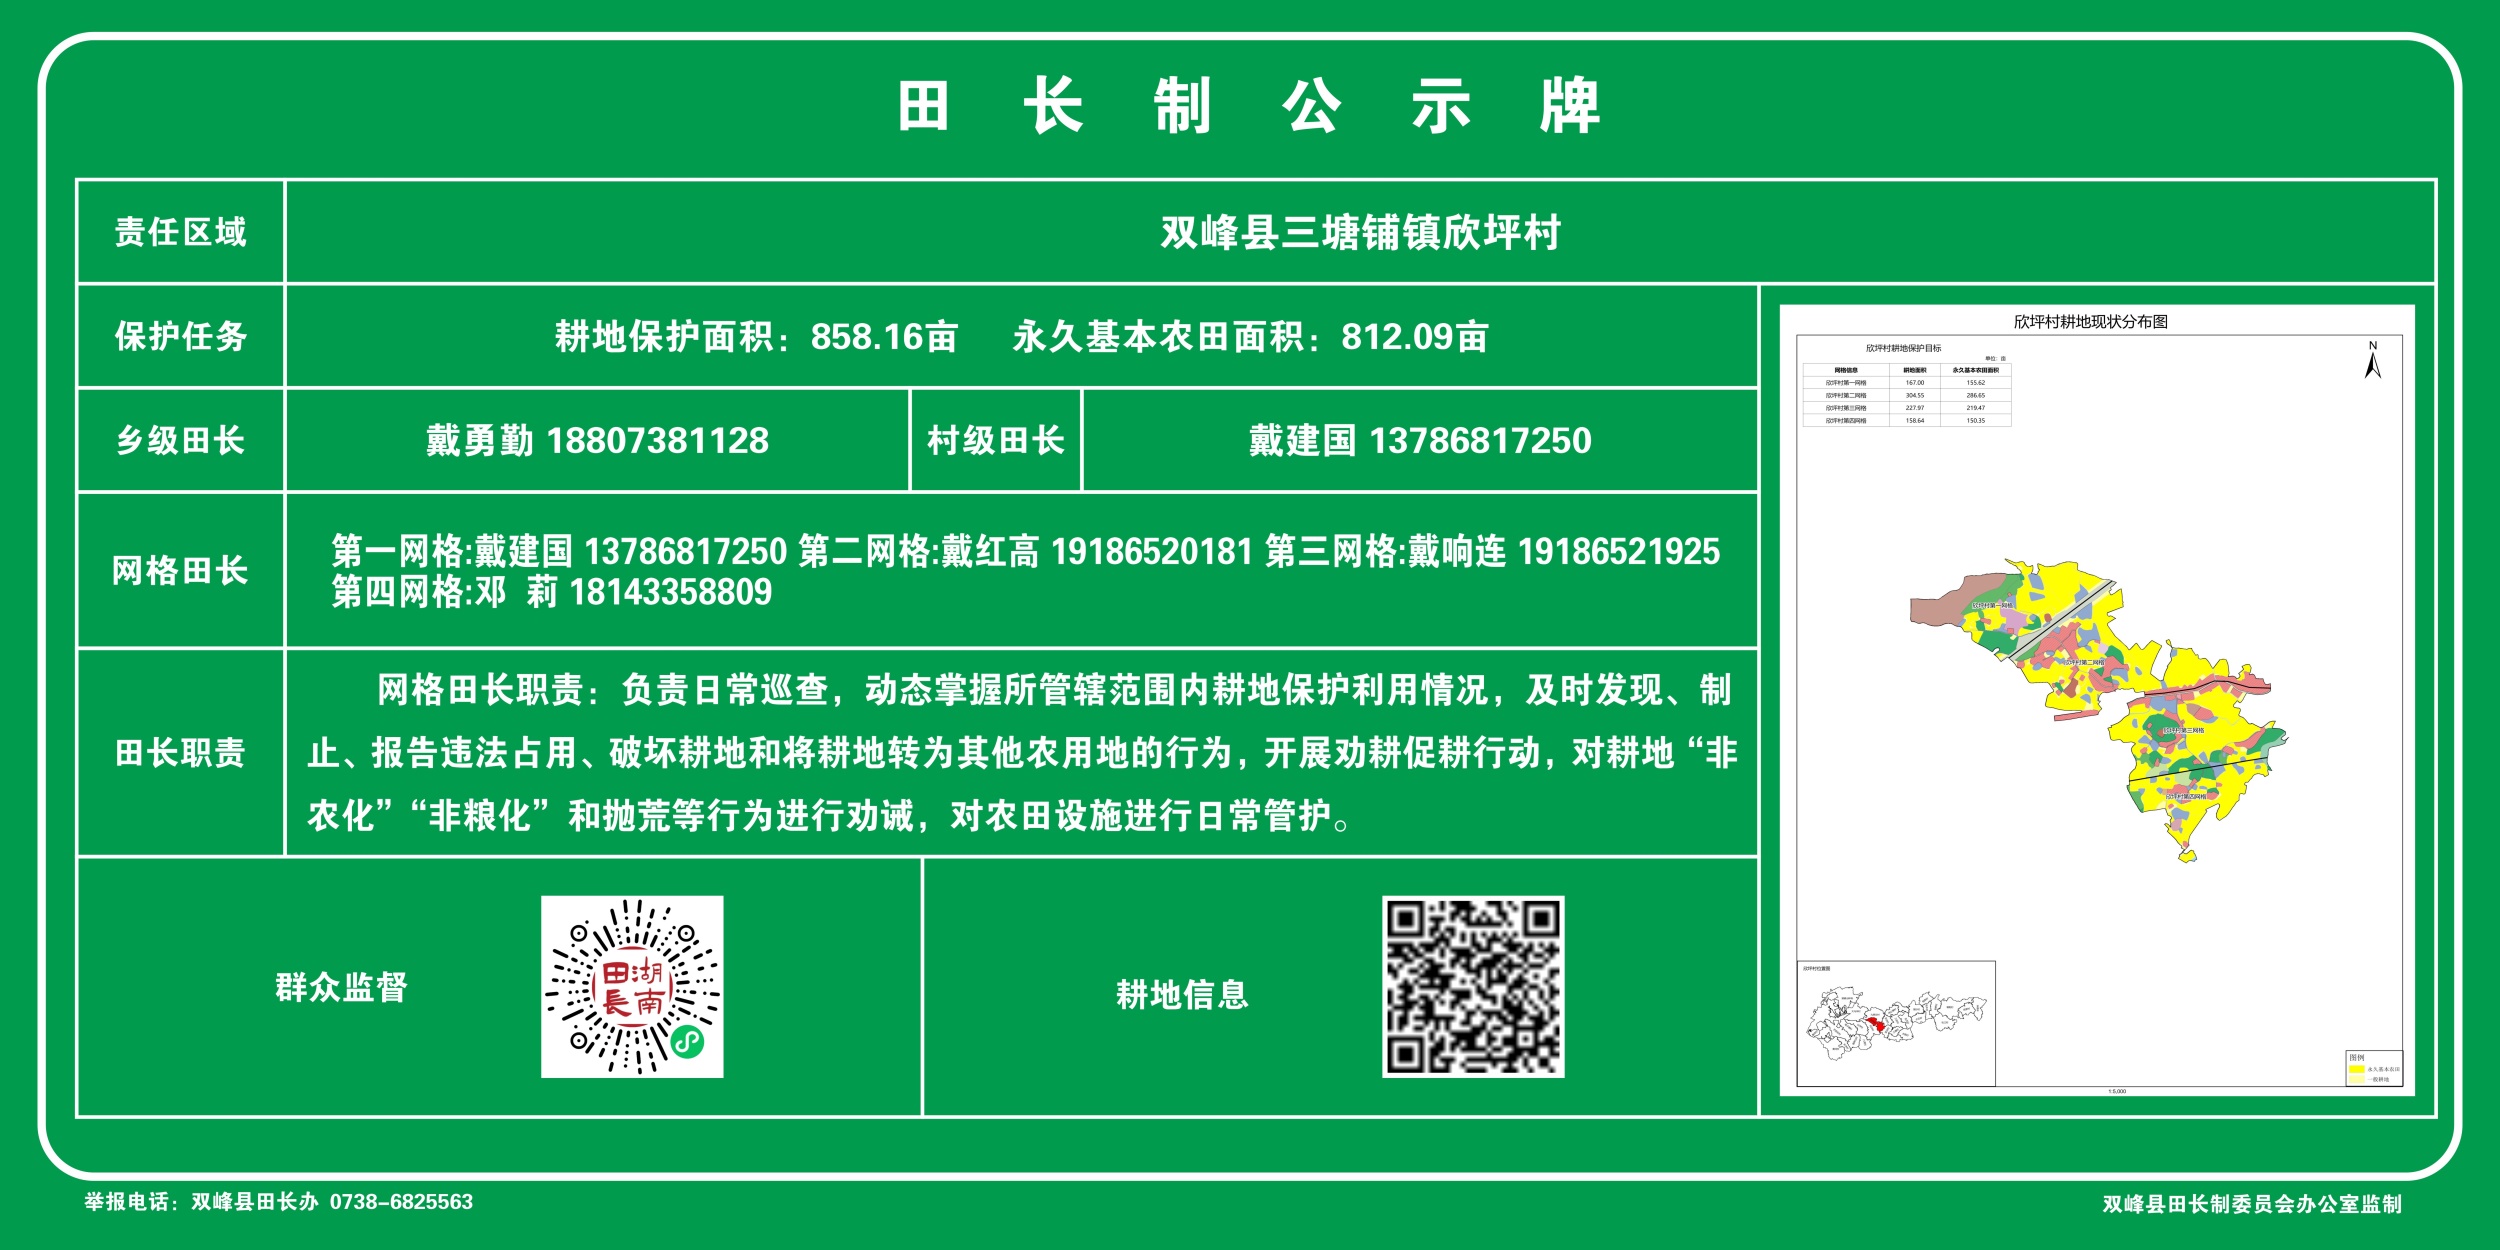 田长制公示牌
责任区域
双峰县三塘铺镇欣坪村
保护任务
耕地保护面积：858.16亩 永久基本农田面积：812.09亩
乡级田长
戴勇勤 18807381128
村级田长
戴建国 13786817250
网格田长
第一网格:戴建国 13786817250 第二网格:戴红高 19186520181 第三网格:戴响连 19186521925
第四网格:邓 莉 18143358809
田长职责
网格田长职责：负责日常巡查，动态掌握所管辖范围内耕地保护利用情况，及时发现、制
止、报告违法占用、破坏耕地和将耕地转为其他农用地的行为，开展劝耕促耕行动，对耕地“非
农化”“非粮化”和抛荒等行为进行劝诫，对农田设施进行日常管护。
群众监督
湖南田长
耕地信息
欣坪村耕地现状分布图
欣坪村耕地保护目标
单位：亩
网格信息 耕地面积 永久基本农田面积
欣坪村第一网格 167.00 155.62
欣坪村第二网格 304.55 286.65
欣坪村第三网格 227.97 219.47
欣坪村第四网格 158.64 150.35
N
欣坪村第一网格
欣坪村第二网格
欣坪村第三网格
欣坪村第四网格
欣坪村位置图
图例
永久基本农田
一般耕地
1:5,000
举报电话：双峰县田长办 0738-6825563
双峰县田长制委员会办公室监制